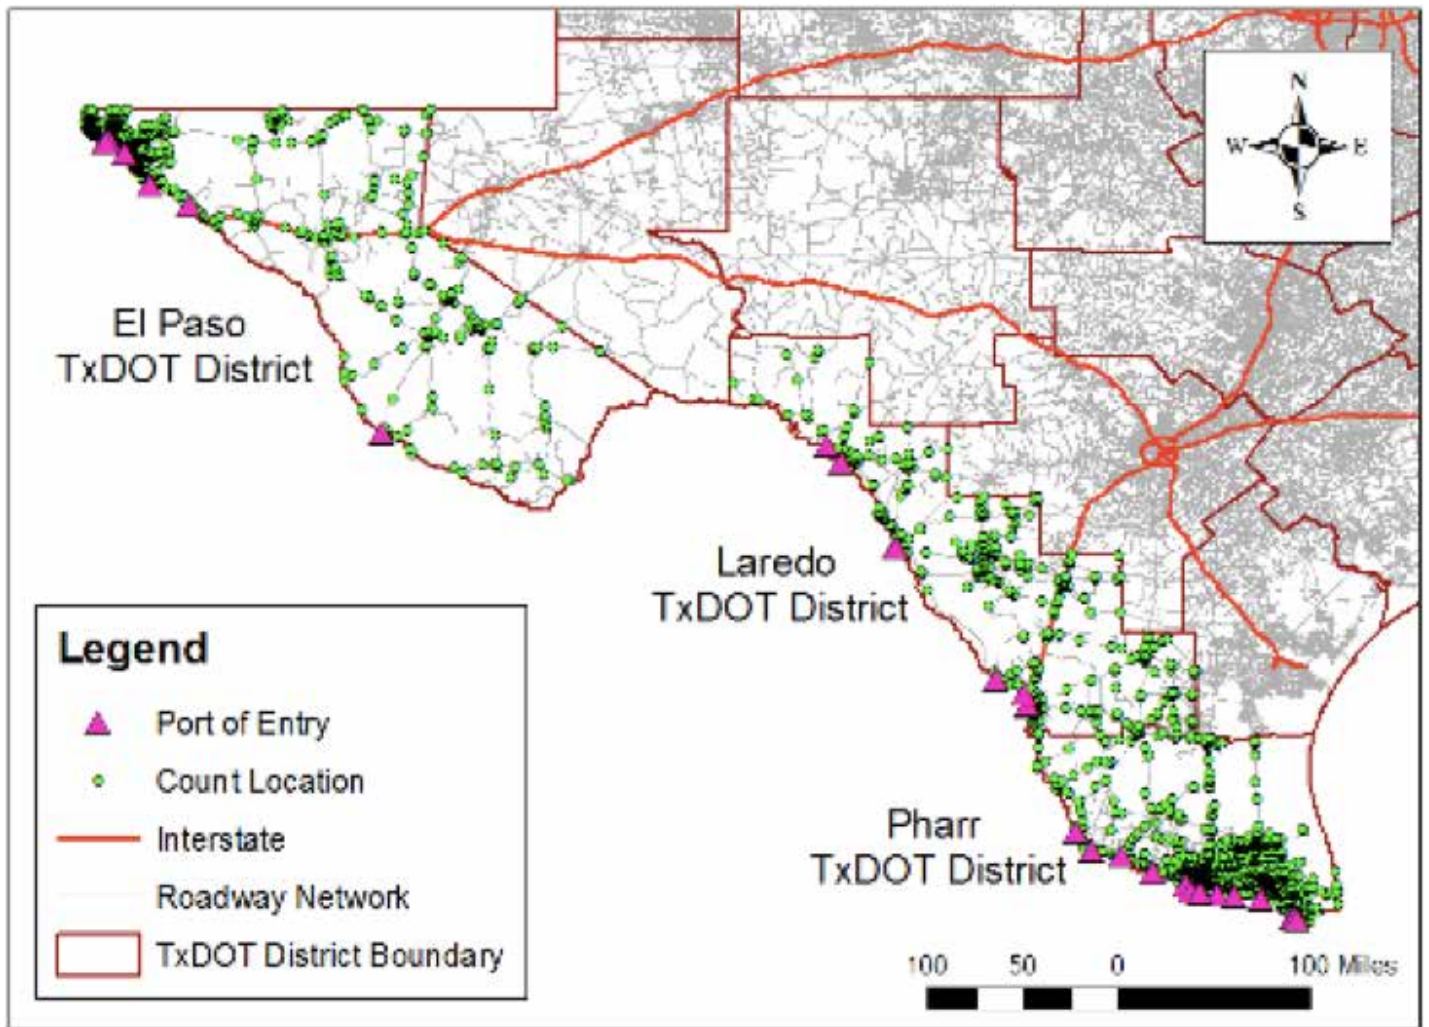 N
W E
S
El Paso
TxDOT District
Laredo
TxDOT District
Pharr
TxDOT District
Legend
Port of Entry
Count Location
Interstate
Roadway Network
TxDOT District Boundary
100 50 0 100 Miles